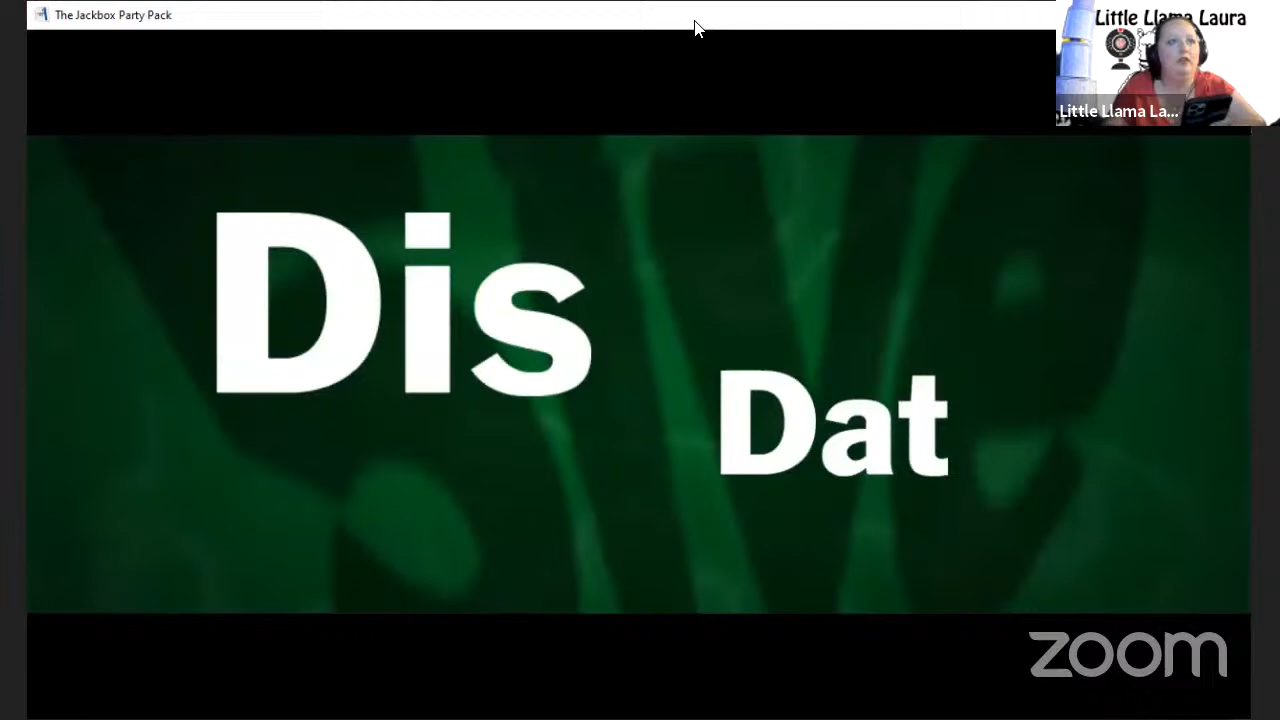 The Jackbox Party Pack
Little Llama Laura
Little Llama La...
Dis
Dat
zoom